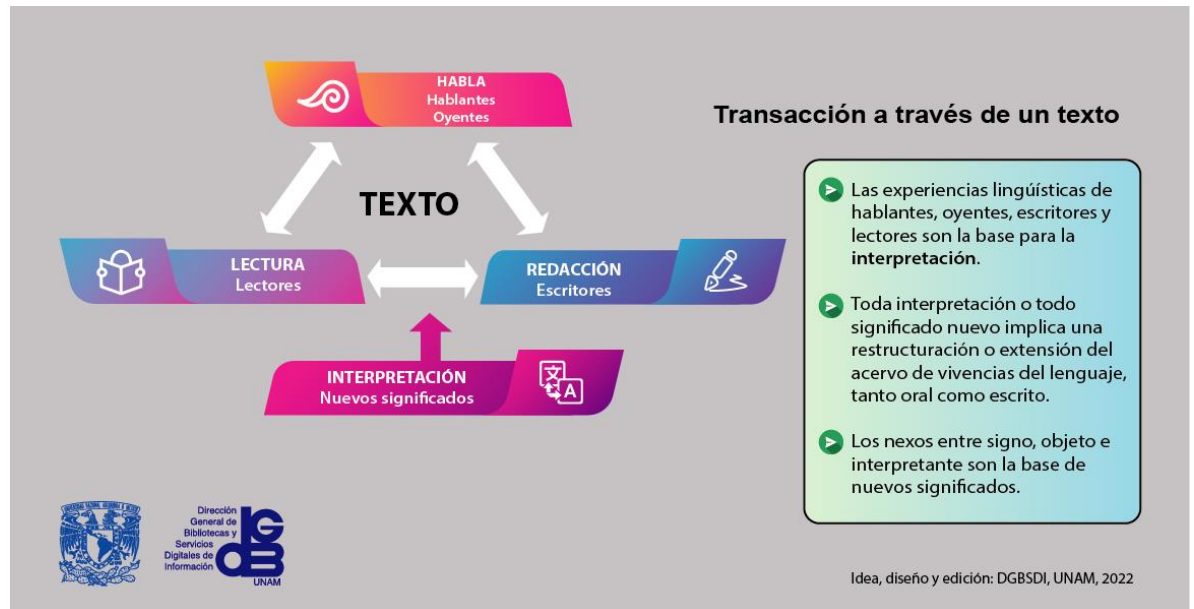 HABLA
Hablantes
Oyentes
Transacción a través de un texto
TEXTO
LECTURA
Lectores
REDACCIÓN
Escritores
INTERPRETACIÓN
Nuevos significados
文
A
Las experiencias lingúísticas de
hablantes, oyentes, escritores y
lectores son la base para la
interpretación.
Toda interpretación o todo
significado nuevo implica una
restructuración o extensión del
acervo de vivencias del lenguaje,
tanto oral como escrito.
Los nexos entre signo, objeto e
interpretante son la base de
nuevos significados.
Dirección
General de
Bibliotecas y
Servicios
Digitales de
Información
UNAM
Idea, diseño y edición: DGBSDI, UNAM, 2022